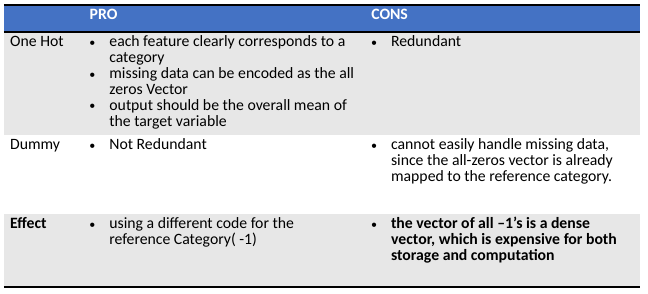 PRO CONS
One Hot
• each feature clearly corresponds to a
category
• missing data can be encoded as the all
zeros Vector
• output should be the overall mean of
the target variable
• Redundant
Dummy
• Not Redundant
• cannot easily handle missing data,
since the all-zeros vector is already
mapped to the reference category.
Effect
• using a different code for the
reference Category( -1)
• the vector of all –1’s is a dense
vector, which is expensive for both
storage and computation